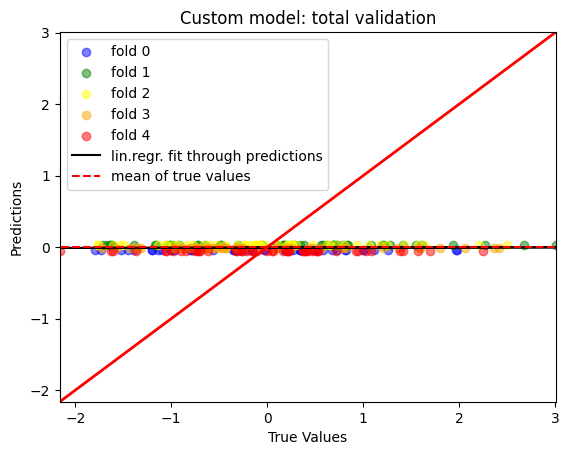 Custom model: total validation
fold 0
fold 1
fold 2
fold 3
fold 4
lin.regr. fit through predictions
mean of true values
Predictions
3
2
1
0
−1
−2
−2
−1
0
1
2
3
True Values